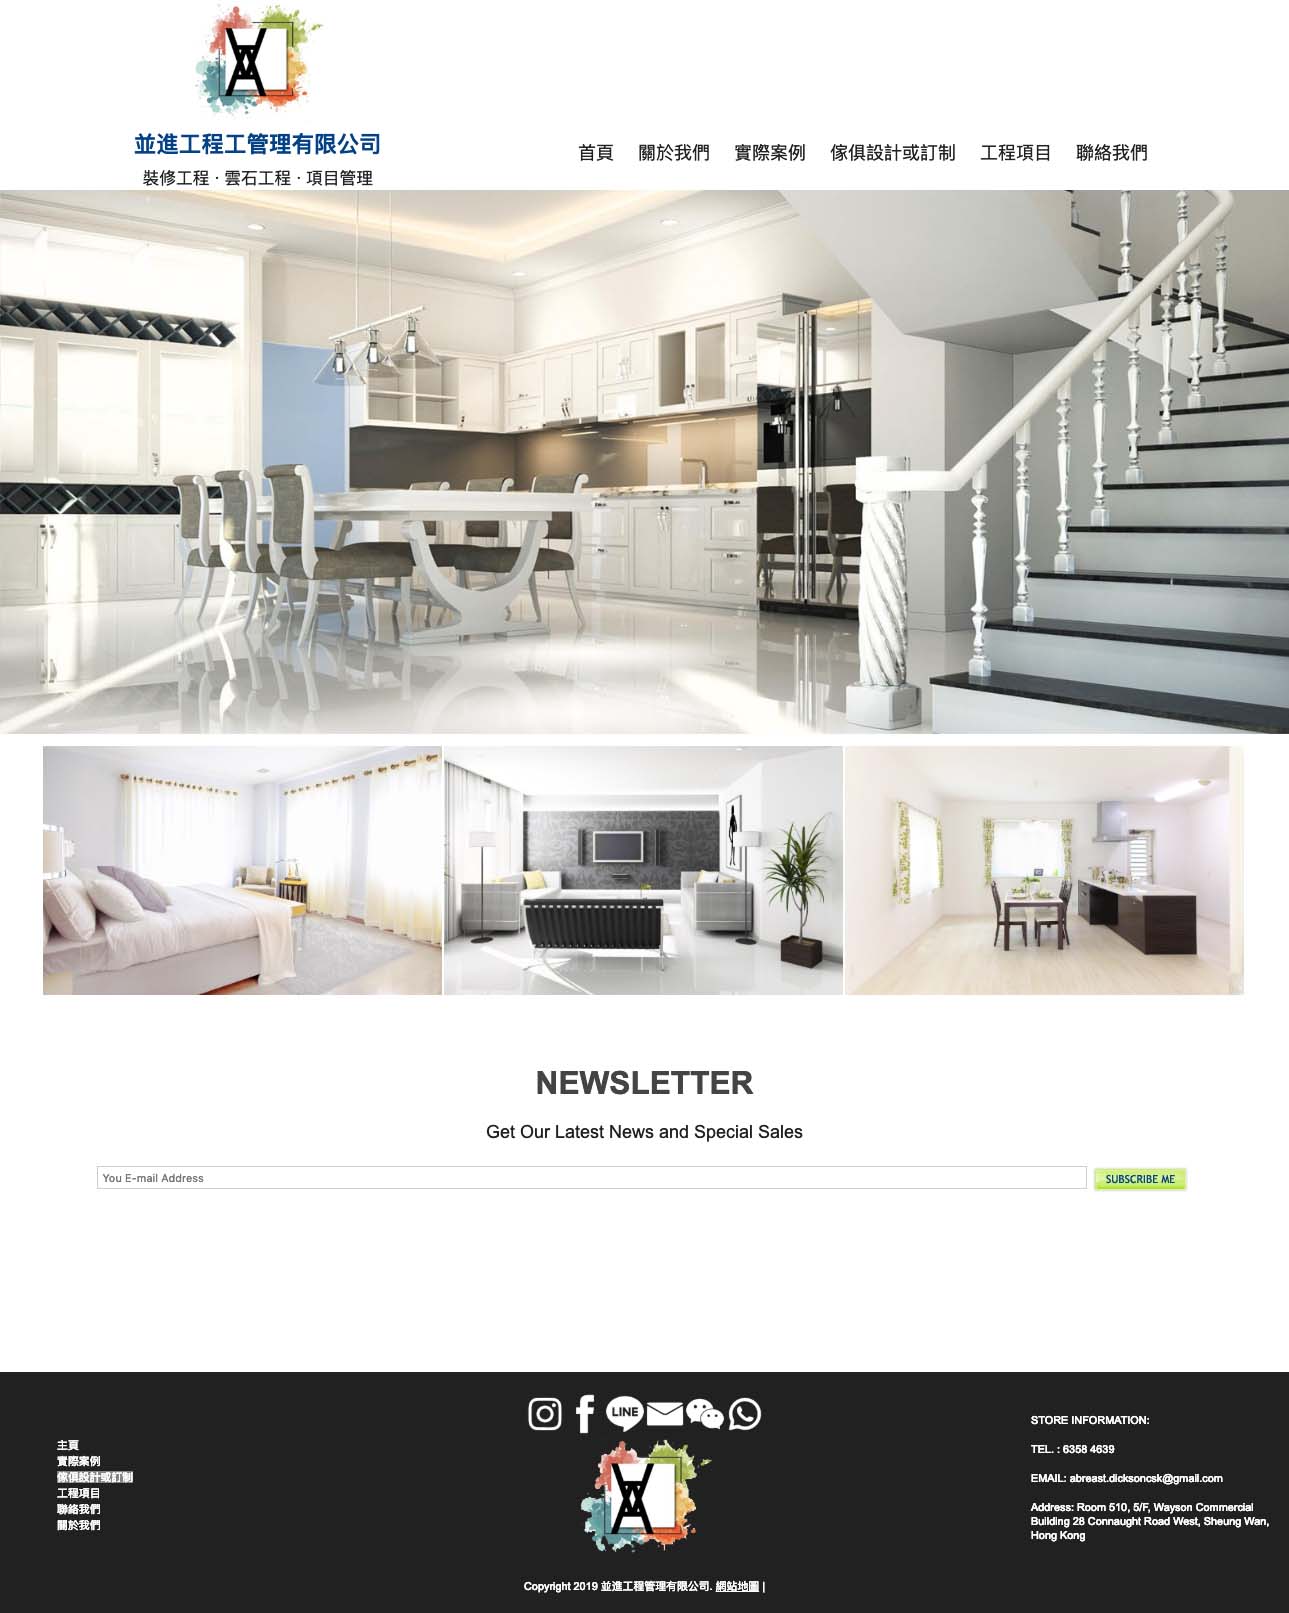 並進工程工管理有限公司
裝修工程 · 雲石工程 · 項目管理
首頁 關於我們 實際案例 傢俱設計或訂制 工程項目 聯絡我們
NEWSLETTER
Get Our Latest News and Special Sales
You E-mail Address
SUBSCRIBE ME
主頁
實際案例
傢俱設計或訂制
工程項目
聯絡我們
關於我們
LINE
Copyright 2019 並進工程管理有限公司. 網站地圖 |
STORE INFORMATION:
TEL. : 6358 4639
EMAIL: abreast.dicksoncsk@gmail.com
Address: Room 510, 5/F, Wayson Commercial
Building 28 Connaught Road West, Sheung Wan,
Hong Kong